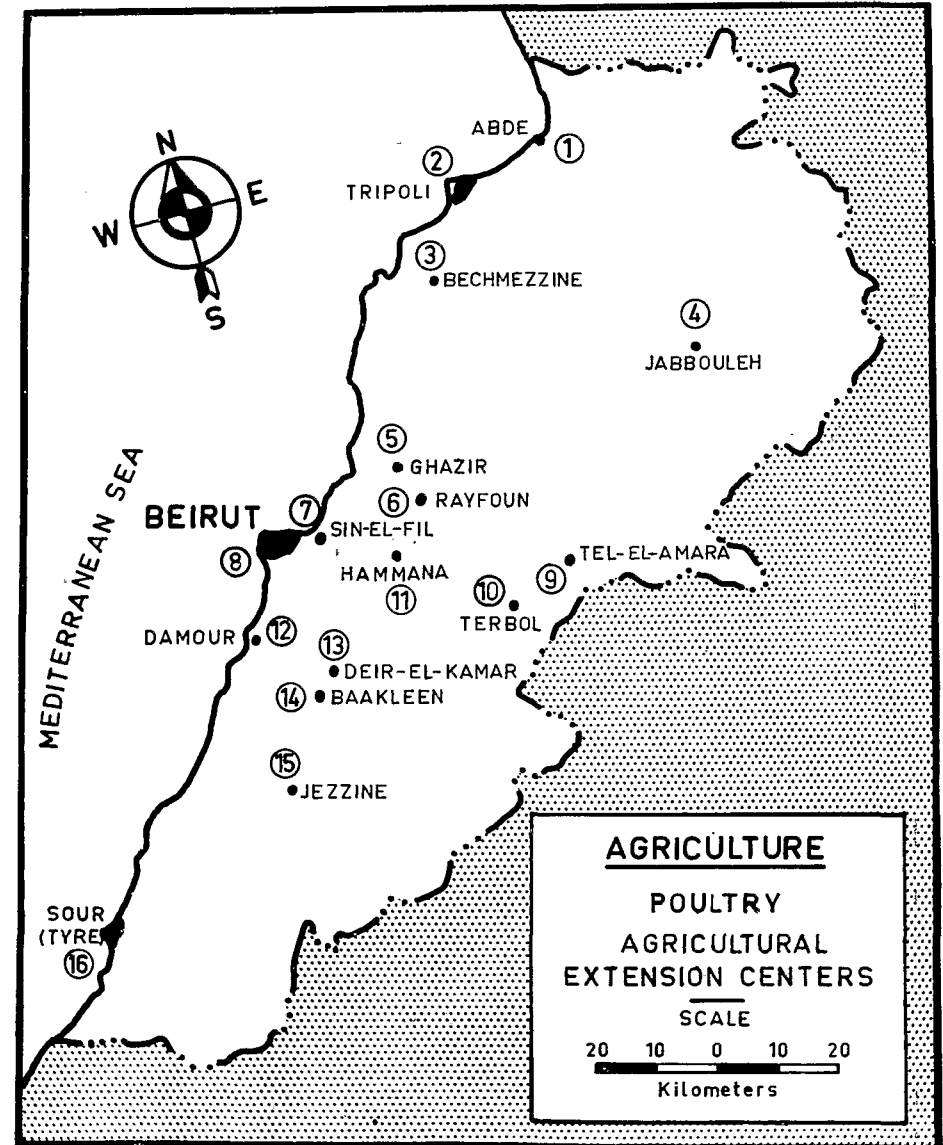 N
E
W
S
ABDE
①
②
TRIPOLI
③
BECHMEZZINE
④
JABBOULEH
⑤
GHAZIR
⑥
RAYFOUN
MEDITERRANEAN SEA
BEIRUT
⑦
SIN-EL-FIL
⑧
HAMMANA
⑪
TEL-EL-AMARA
⑨
⑩
TERBOL
DAMOUR
⑫
⑬
DEIR-EL-KAMAR
⑭
BAAKLEEN
⑮
JEZZINE
SOUR
(TYRE)
⑯
AGRICULTURE
POULTRY
AGRICULTURAL
EXTENSION CENTERS
SCALE
20 10 0 10 20
Kilometers